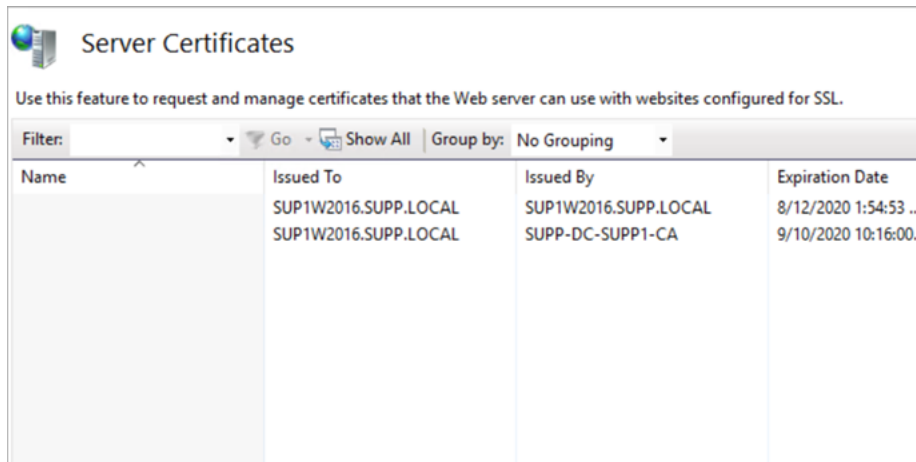 Server Certificates
Use this feature to request and manage certificates that the Web server can use with websites configured for SSL.
Filter: Go Show All Group by: No Grouping
Name Issued To Issued By Expiration Date
SUP1W2016.SUPP.LOCAL SUP1W2016.SUPP.LOCAL 8/12/2020 1:54:53 ..
SUP1W2016.SUPP.LOCAL SUPP-DC-SUPP1-CA 9/10/2020 10:16:00.